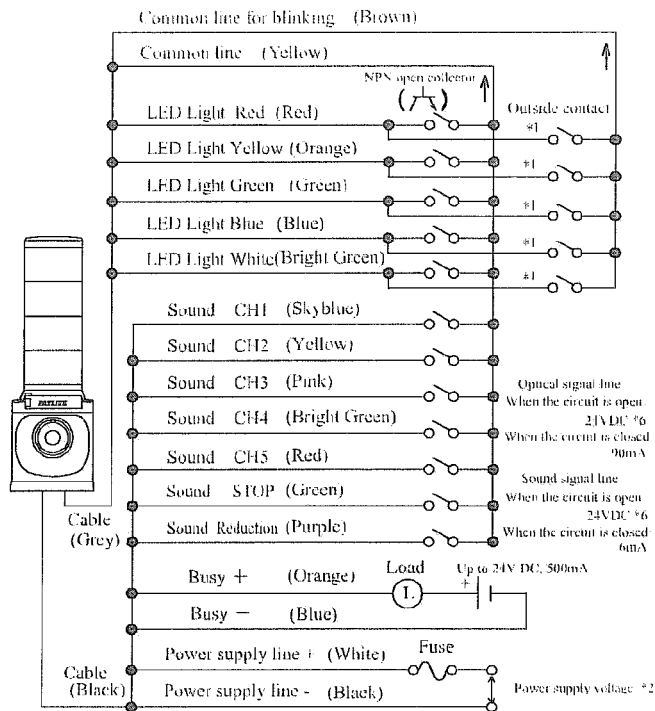 Common line for blinking (Brown)
Common line (Yellow)
NPN open collector
LED Light Red (Red)
Outside contact
*1
LED Light Yellow (Orange)
*1
LED Light Green (Green)
*1
LED Light Blue (Blue)
*1
LED Light White(Bright Green)
*1
Sound CH1 (Skyblue)
Sound CH2 (Yellow)
Sound CH3 (Pink)
Sound CH4 (Bright Green)
Sound CH5 (Red)
Sound STOP (Green)
Sound Reduction (Purple)
Optical signal line
When the circuit is open
24VDC *6
When the circuit is closed
90mA
Sound signal line
When the circuit is open
24VDC *6
When the circuit is closed
6mA
PATLITE
Cable
(Grey)
Busy + (Orange)
Load
L
Up to 24V DC, 500mA
+
Busy - (Blue)
Cable
(Black)
Power supply line + (White)
Fuse
Power supply line - (Black)
Power supply voltage *2